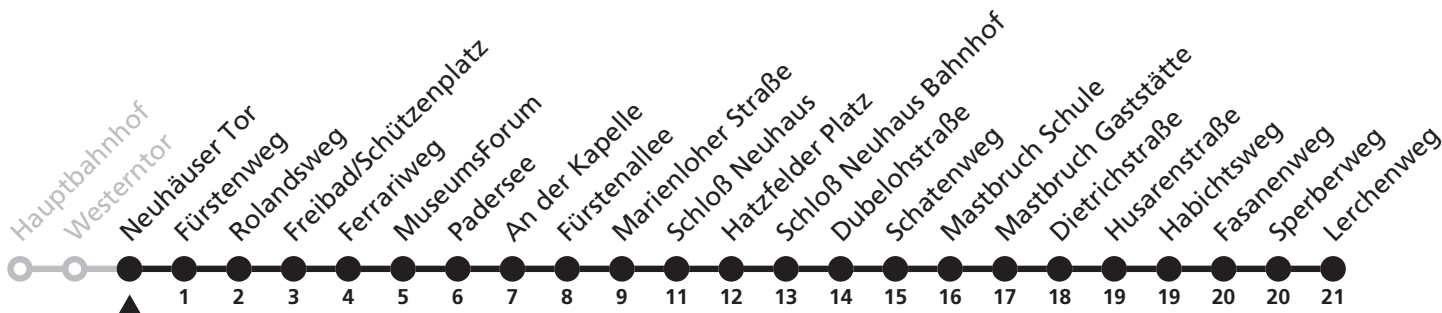 Hauptbahnhof
Westerntor
Neuhäuser Tor
Fürstenweg
Rolandsweg
Freibad/Schützenplatz
Ferrariweg
MuseumsForum
Padersee
An der Kapelle
Fürstenallee
Marienloher Straße
Schloß Neuhaus
Hatzfelder Platz
Schloß Neuhaus Bahnhof
Dubelohstraße
Schatenweg
Mastbruch Schule
Mastbruch Gaststätte
Dietrichstraße
Husarenstraße
Habichtsweg
Fasanenweg
Sperberweg
Lerchenweg
1 2 3 4 5 6 7 8 9 11 12 13 14 15 16 17 18 19 19 20 20 21